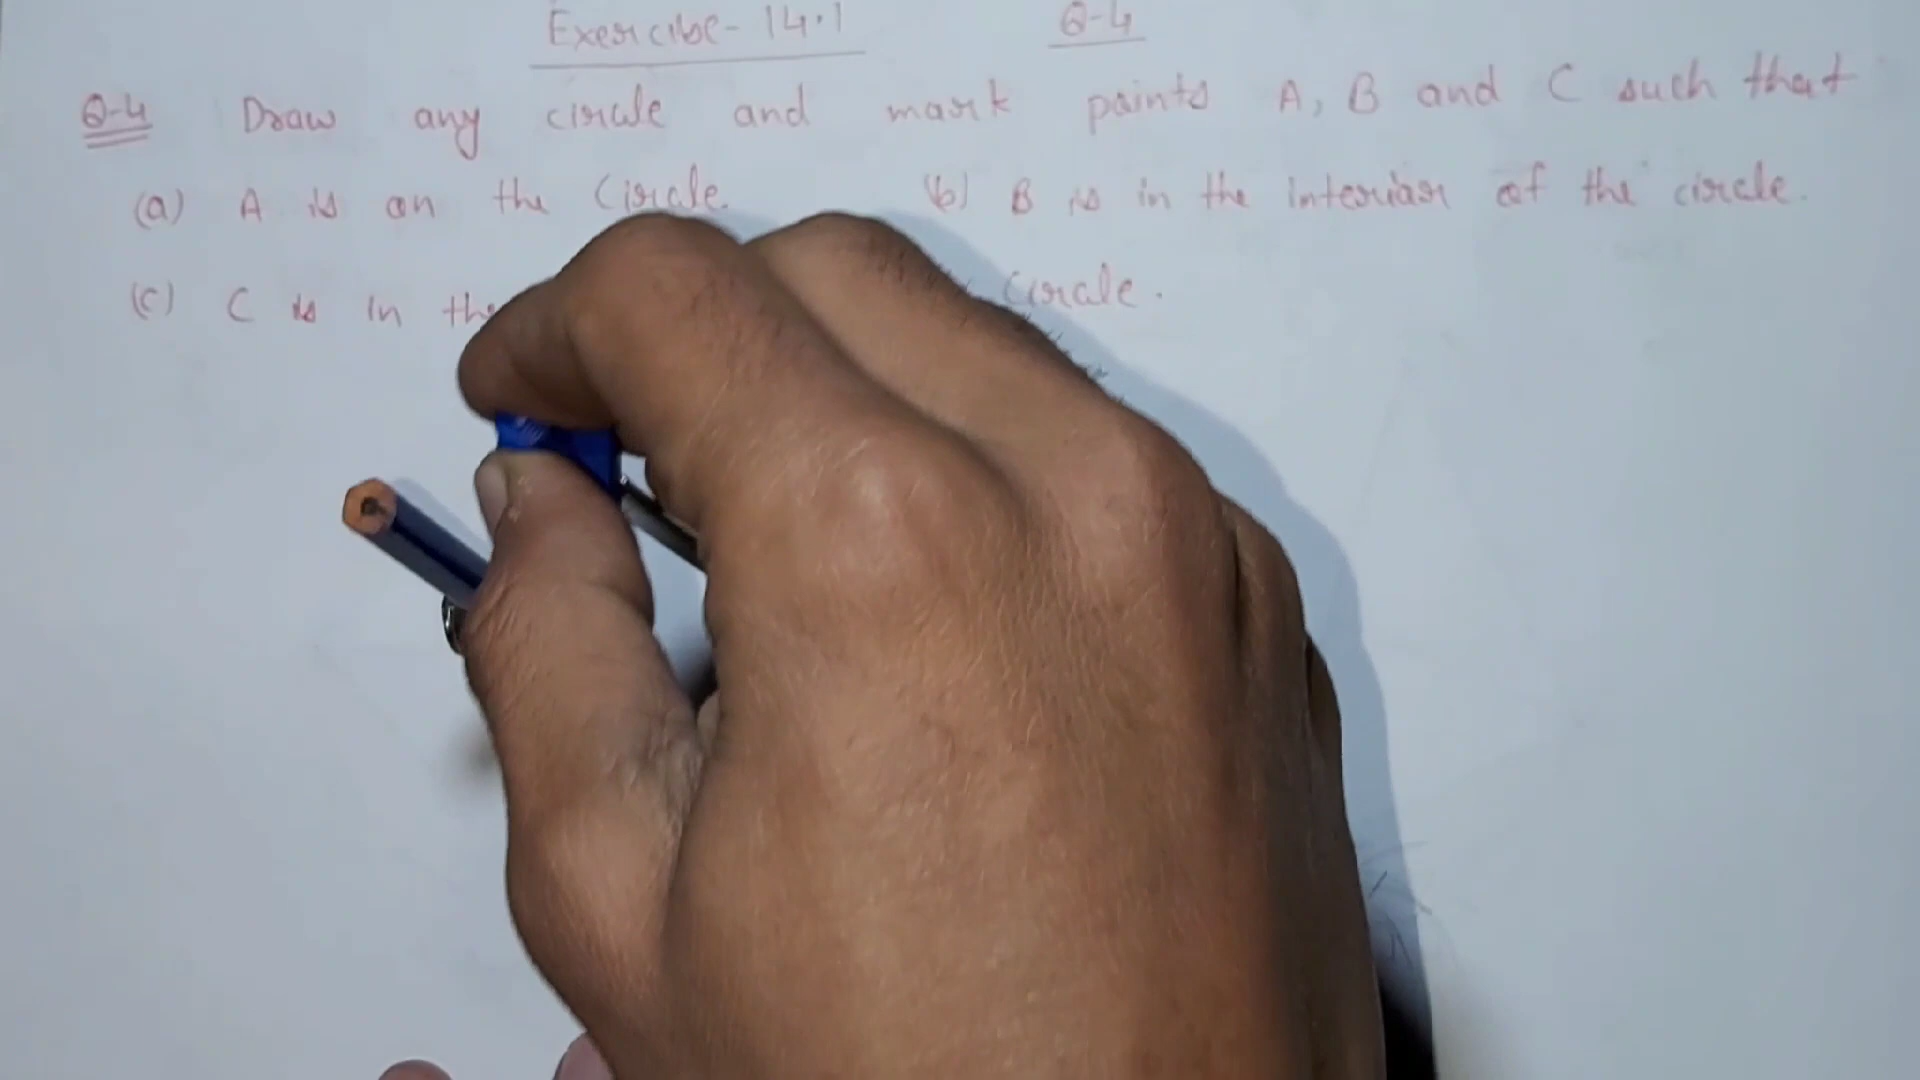 Exercise - 14.1 Q-4
Q-4 Draw any circle and mark points A, B and C such that
(a) A is on the Circle. (b) B is in the interior of the circle.
(c) C is in the Circle.